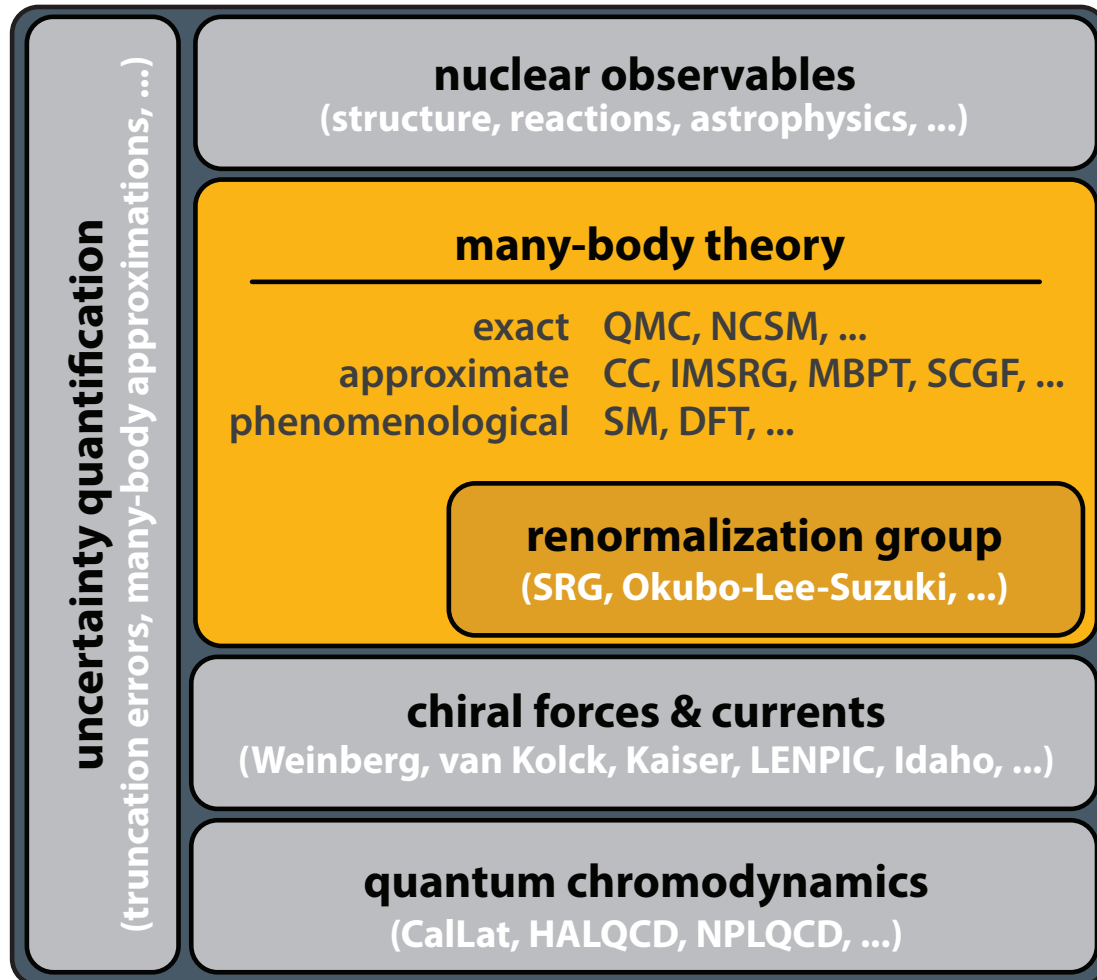 uncertainty quantification
(truncation errors, many-body approximations, ...)
nuclear observables
(structure, reactions, astrophysics, ...)
many-body theory
exact QMC, NCSM, ...
approximate CC, IMSRG, MBPT, SCGF, ...
phenomenological SM, DFT, ...
renormalization group
(SRG, Okubo-Lee-Suzuki, ...)
chiral forces & currents
(Weinberg, van Kolck, Kaiser, LENPIC, Idaho, ...)
quantum chromodynamics
(CalLat, HALQCD, NPLQCD, ...)